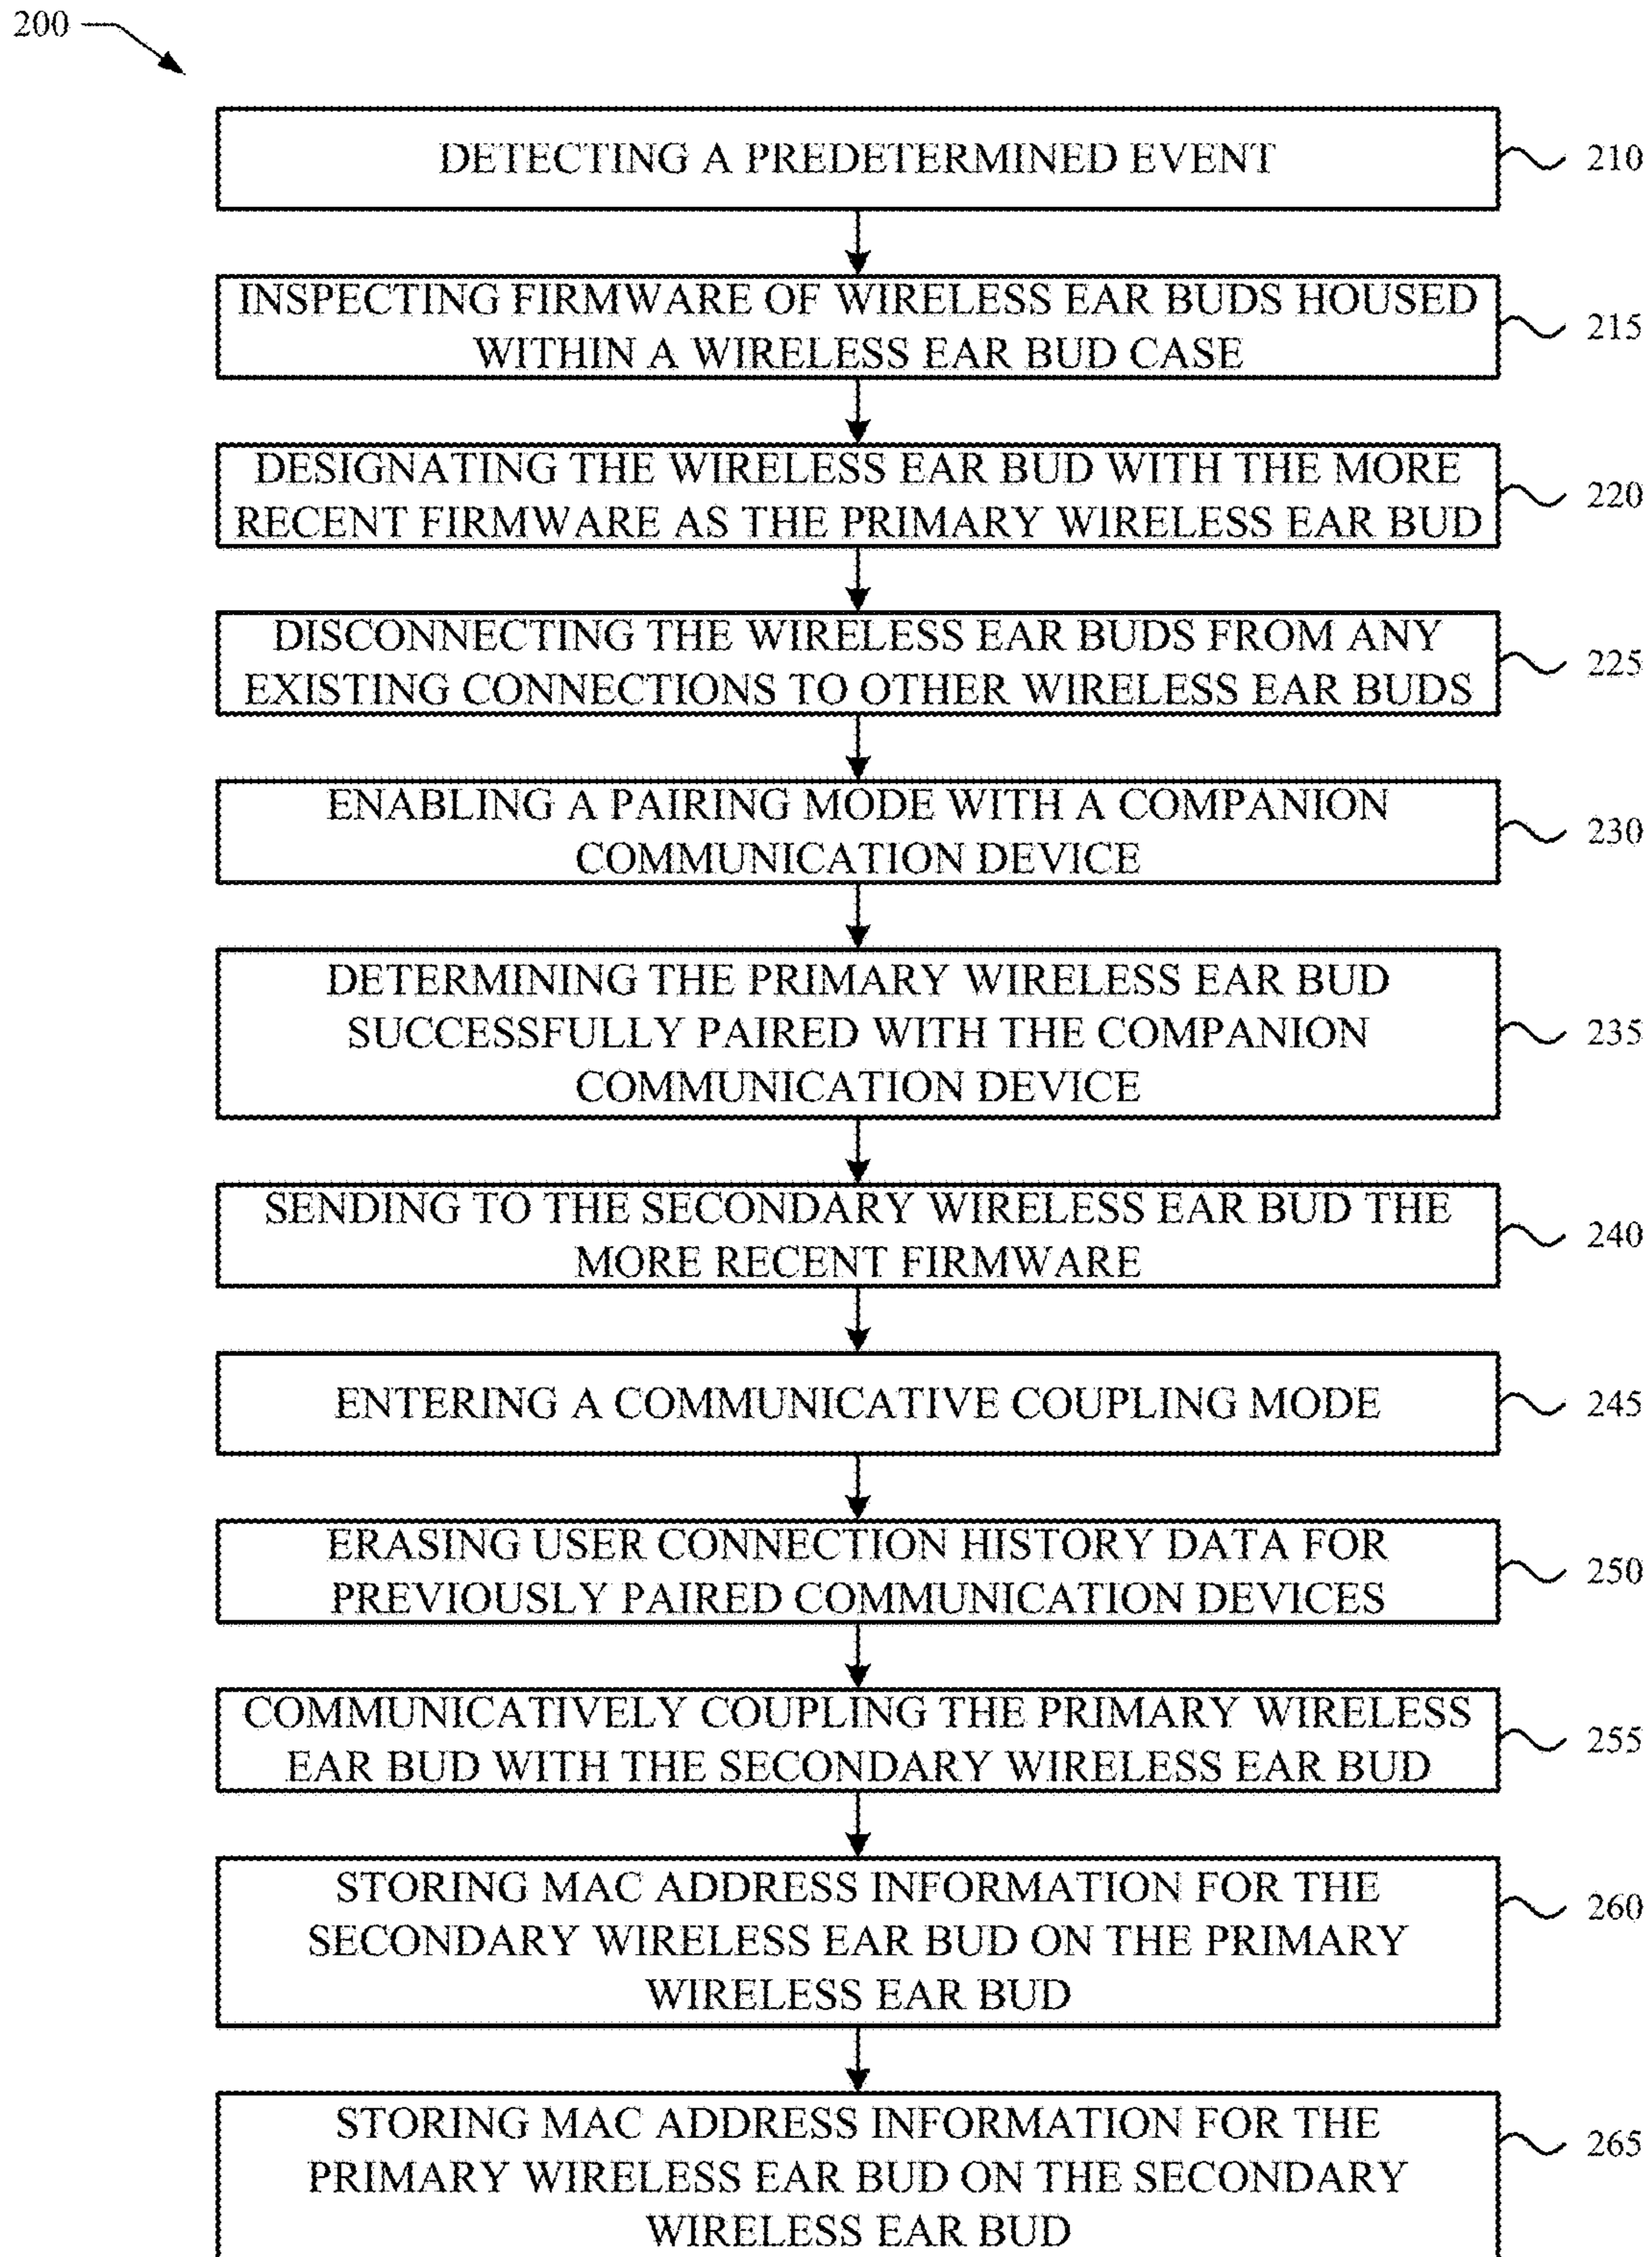 200
DETECTING A PREDETERMINED EVENT
210
INSPECTING FIRMWARE OF WIRELESS EAR BUDS HOUSED
WITHIN A WIRELESS EAR BUD CASE
215
DESIGNATING THE WIRELESS EAR BUD WITH THE MORE
RECENT FIRMWARE AS THE PRIMARY WIRELESS EAR BUD
220
DISCONNECTING THE WIRELESS EAR BUDS FROM ANY
EXISTING CONNECTIONS TO OTHER WIRELESS EAR BUDS
225
ENABLING A PAIRING MODE WITH A COMPANION
COMMUNICATION DEVICE
230
DETERMINING THE PRIMARY WIRELESS EAR BUD
SUCCESSFULLY PAIRED WITH THE COMPANION
COMMUNICATION DEVICE
235
SENDING TO THE SECONDARY WIRELESS EAR BUD THE
MORE RECENT FIRMWARE
240
ENTERING A COMMUNICATIVE COUPLING MODE
245
ERASING USER CONNECTION HISTORY DATA FOR
PREVIOUSLY PAIRED COMMUNICATION DEVICES
250
COMMUNICATIVELY COUPLING THE PRIMARY WIRELESS
EAR BUD WITH THE SECONDARY WIRELESS EAR BUD
255
STORING MAC ADDRESS INFORMATION FOR THE
SECONDARY WIRELESS EAR BUD ON THE PRIMARY
WIRELESS EAR BUD
260
STORING MAC ADDRESS INFORMATION FOR THE
PRIMARY WIRELESS EAR BUD ON THE SECONDARY
WIRELESS EAR BUD
265